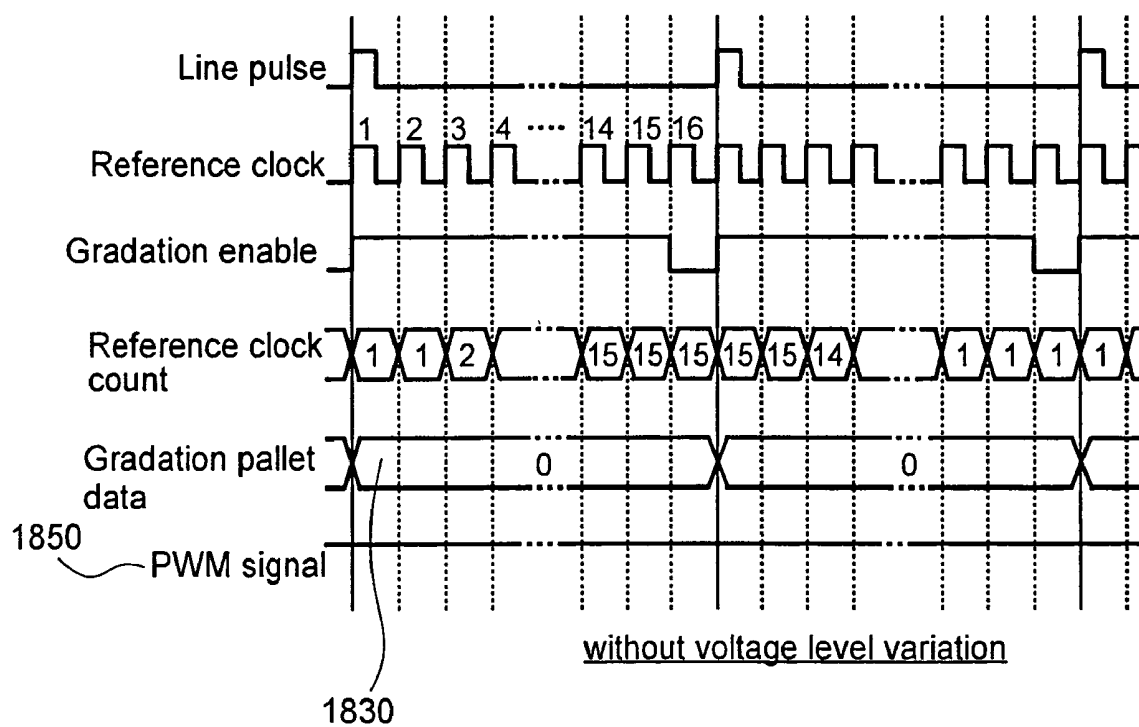 Line pulse
1 2 3 4 ····· 14 15 16
Reference clock
Gradation enable
Reference clock
count
1 1 2 15 15 15 15 15 14 1 1 1 1
Gradation pallet
data
0 0
1850
PWM signal
without voltage level variation
1830